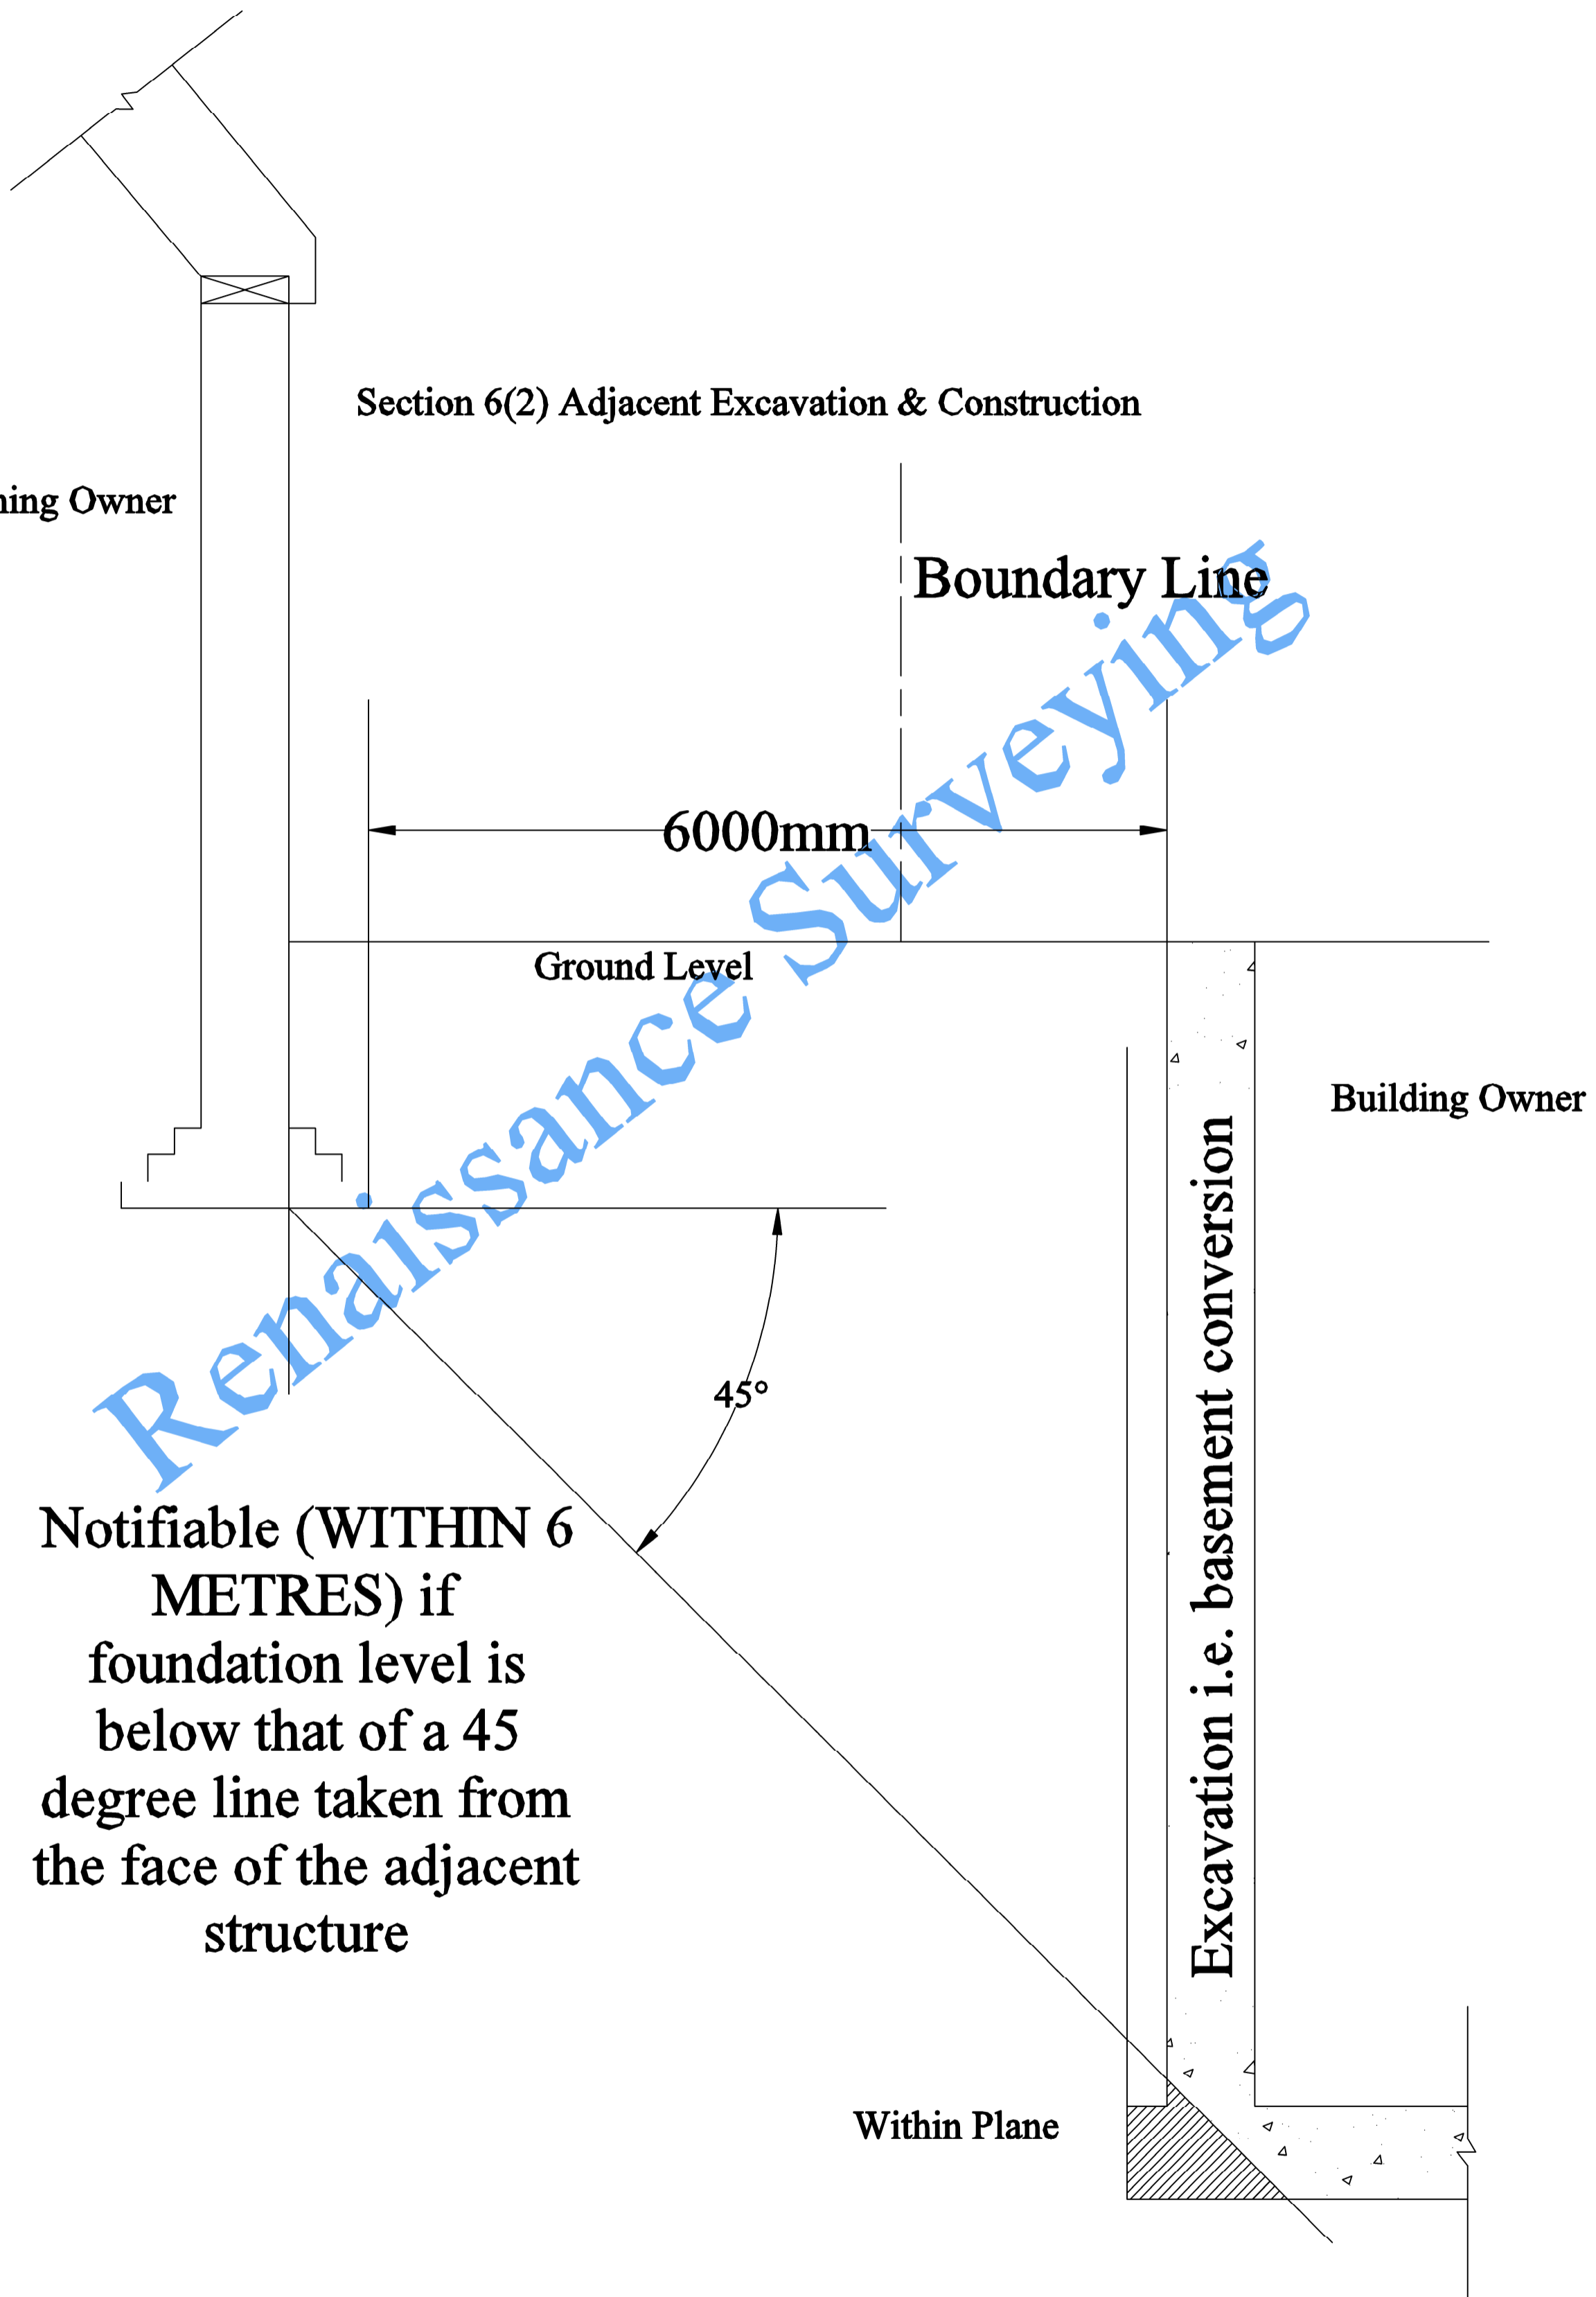 Section 6(2) Adjacent Excavation & Construction
ning Owner
Boundary Line
6000mm
Ground Level
Building Owner
Excavation i.e. basement conversion
45°
Notifiable (WITHIN 6
METRES) if
foundation level is
below that of a 45
degree line taken from
the face of the adjacent
structure
Within Plane
Renaissance Surveying